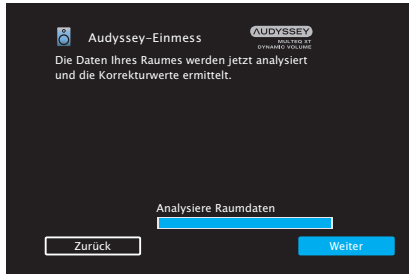 Audyssey-Einmess
AUDYSSEY
MULTEQ XT
DYNAMIC VOLUME
Die Daten Ihres Raumes werden jetzt analysiert
und die Korrekturwerte ermittelt.
Analysiere Raumdaten
Zurück
Weiter